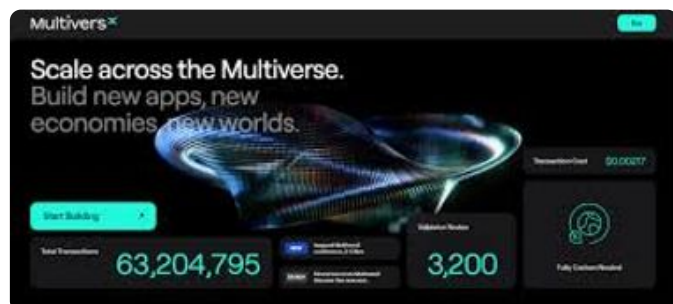 Multivers×
Scale across the Multiverse.
Build new apps, new
economies, new worlds.
Transaction Cost $0.00217
Start Building
Validator Nodes
Total Transactions
63,204,795
3,200
Fully Carbon Neutral